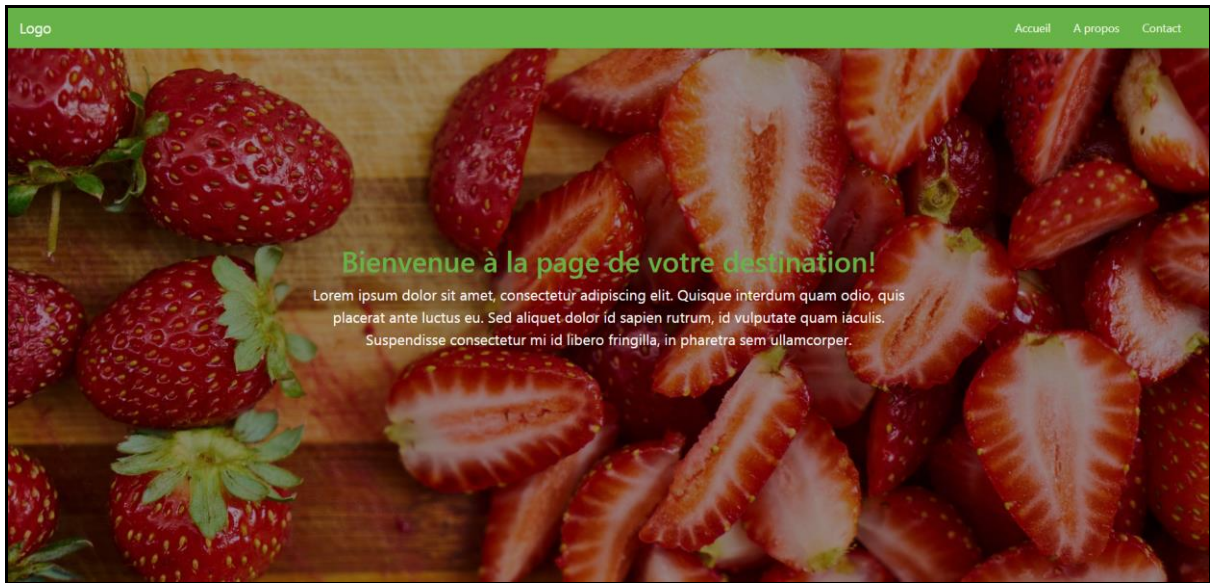 Logo
Accueil A propos Contact
Bienvenue à la page de votre destination!
Lorem ipsum dolor sit amet, consectetur adipiscing elit. Quisque interdum quam odio, quis
placerat ante luctus eu. Sed aliquet dolor id sapien rutrum, id vulputate quam iaculis.
Suspendisse consectetur mi id libero fringilla, in pharetra sem ullamcorper.